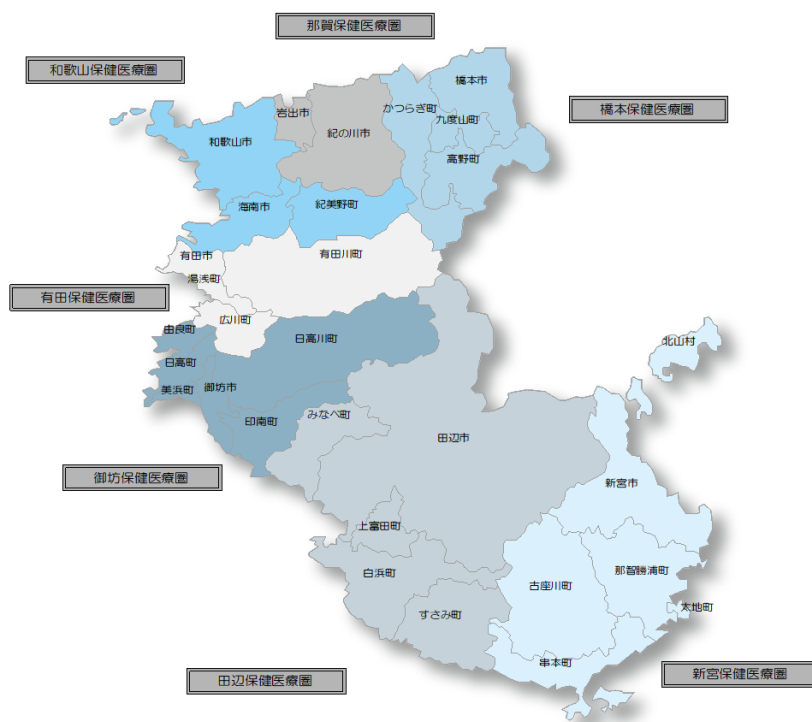 那賀保健医療圏
和歌山保健医療圏
橋本市
かつらぎ町
橋本保健医療圏
岩出市
九度山町
紀の川市
和歌山市
高野町
海南市
紀美野町
有田市
有田川町
湯浅町
有田保健医療圏
広川町
由良町
日高川町
北山村
日高町
御坊市
美浜町
みなべ町
印南町
田辺市
御坊保健医療圏
新宮市
上富田町
那智勝浦町
白浜町
古座川町
太地町
すさみ町
串本町
新宮保健医療圏
田辺保健医療圏